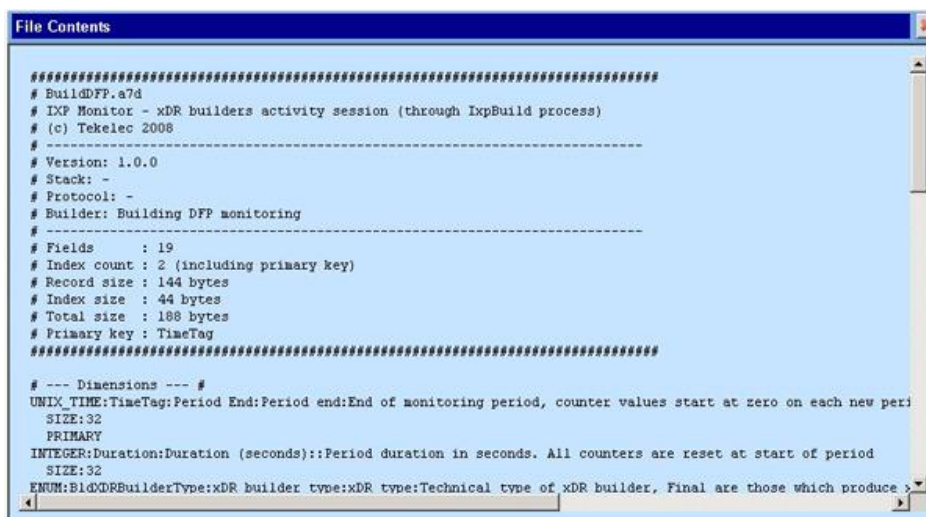 File Contents
###############################################################################
# BuildDFP.a7d
# IXP Monitor - xDR builders activity session (through IxpBuild process)
# (c) Tekelec 2008
# ---------------------------------------------------------------------------
# Version: 1.0.0
# Stack: -
# Protocol: -
# Builder: Building DFP monitoring
# ---------------------------------------------------------------------------
# Fields : 19
# Index count : 2 (including primary key)
# Record size : 144 bytes
# Index size : 44 bytes
# Total size : 188 bytes
# Primary key : TimeTag
###############################################################################
# --- Dimensions --- #
UNIX_TIME:TimeTag:Period End:Period end:End of monitoring period, counter values start at zero on each new peri
SIZE:32
PRIMARY
INTEGER:Duration:Duration (seconds)::Period duration in seconds. All counters are reset at start of period
SIZE:32
ENUM:BldXDRBuilderType:xDR builder type:xDR type:Technical type of xDR builder, Final are those which produce